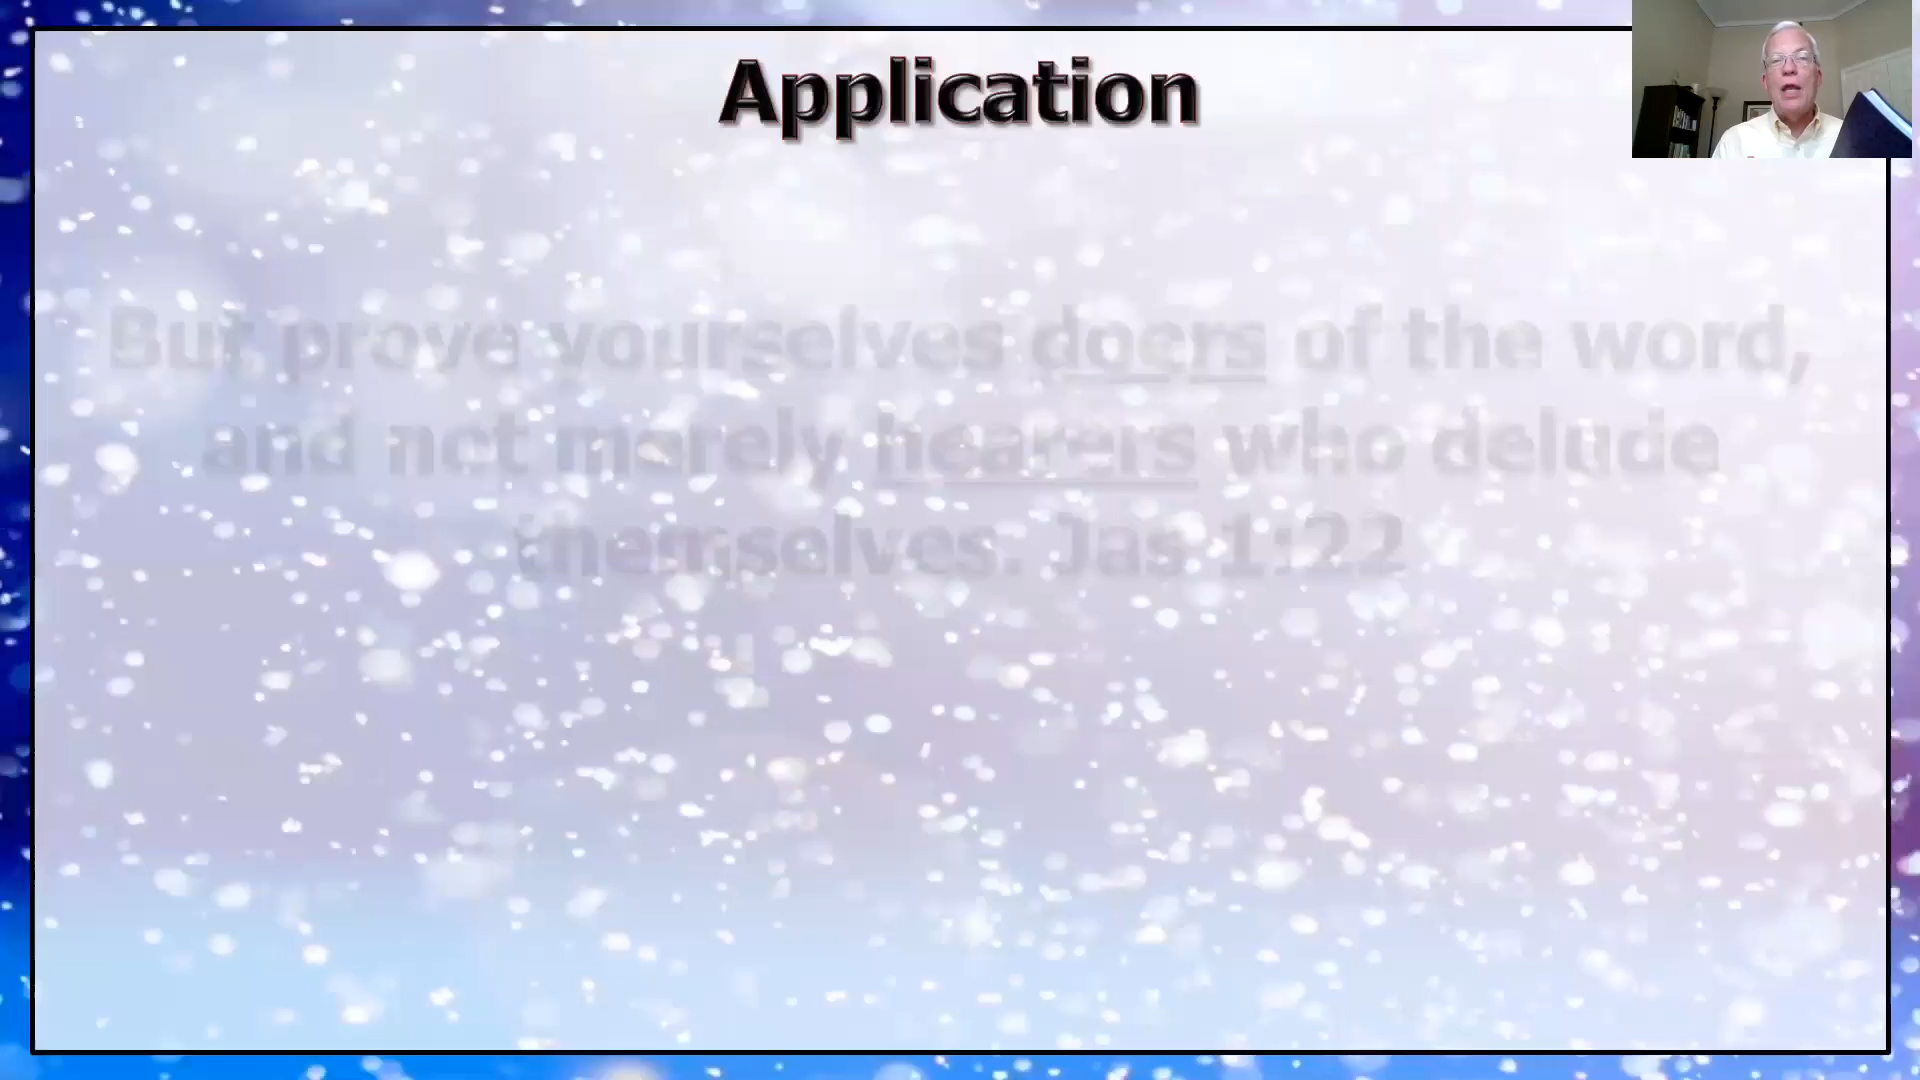 Application
But prove yourselves doers of the word,
and not merely hearers who delude
themselves. Jas 1:22